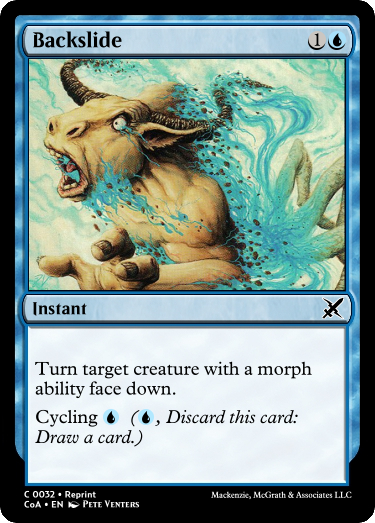 Backslide 1
Instant
Turn target creature with a morph
ability face down.
Cycling (, Discard this card:
Draw a card.)
C 0032 • Reprint
CoA • EN Pete Venters
Mackenzie, McGrath & Associates LLC